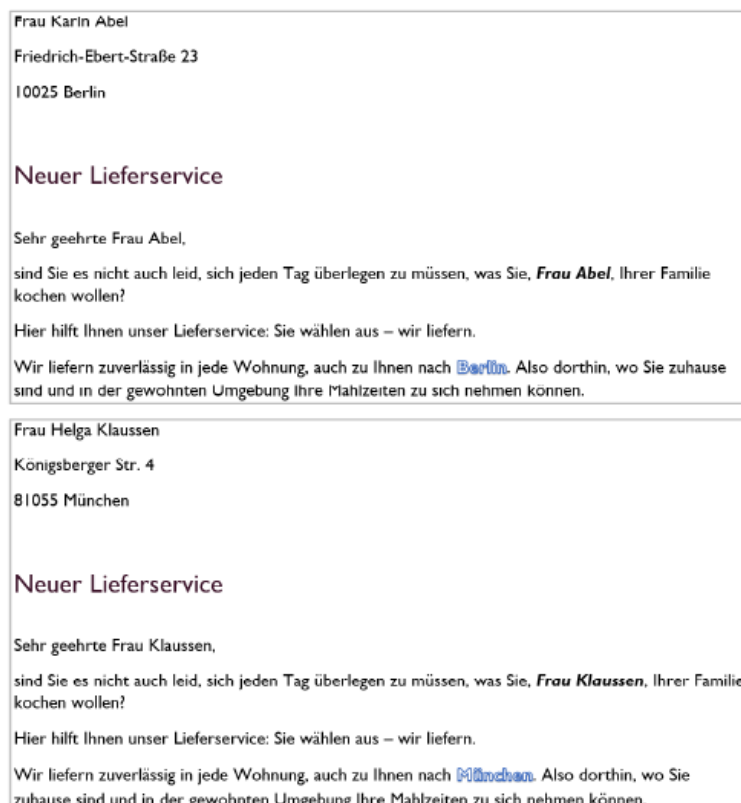 Frau Karin Abel
Friedrich-Ebert-Straße 23
10025 Berlin
Neuer Lieferservice
Sehr geehrte Frau Abel,
sind Sie es nicht auch leid, sich jeden Tag überlegen zu müssen, was Sie, Frau Abel, Ihrer Familie
kochen wollen?
Hier hilft Ihnen unser Lieferservice: Sie wählen aus – wir liefern.
Wir liefern zuverlässig in jede Wohnung, auch zu Ihnen nach Berlin. Also dorthin, wo Sie zuhause
sind und in der gewohnten Umgebung Ihre Mahlzeiten zu sich nehmen können.
Frau Helga Klaussen
Königsberger Str. 4
81055 München
Neuer Lieferservice
Sehr geehrte Frau Klaussen,
sind Sie es nicht auch leid, sich jeden Tag überlegen zu müssen, was Sie, Frau Klaussen, Ihrer Familie
kochen wollen?
Hier hilft Ihnen unser Lieferservice: Sie wählen aus – wir liefern.
Wir liefern zuverlässig in jede Wohnung, auch zu Ihnen nach München. Also dorthin, wo Sie
zuhause sind und in der gewohnten Umgebung Ihre Mahlzeiten zu sich nehmen können.